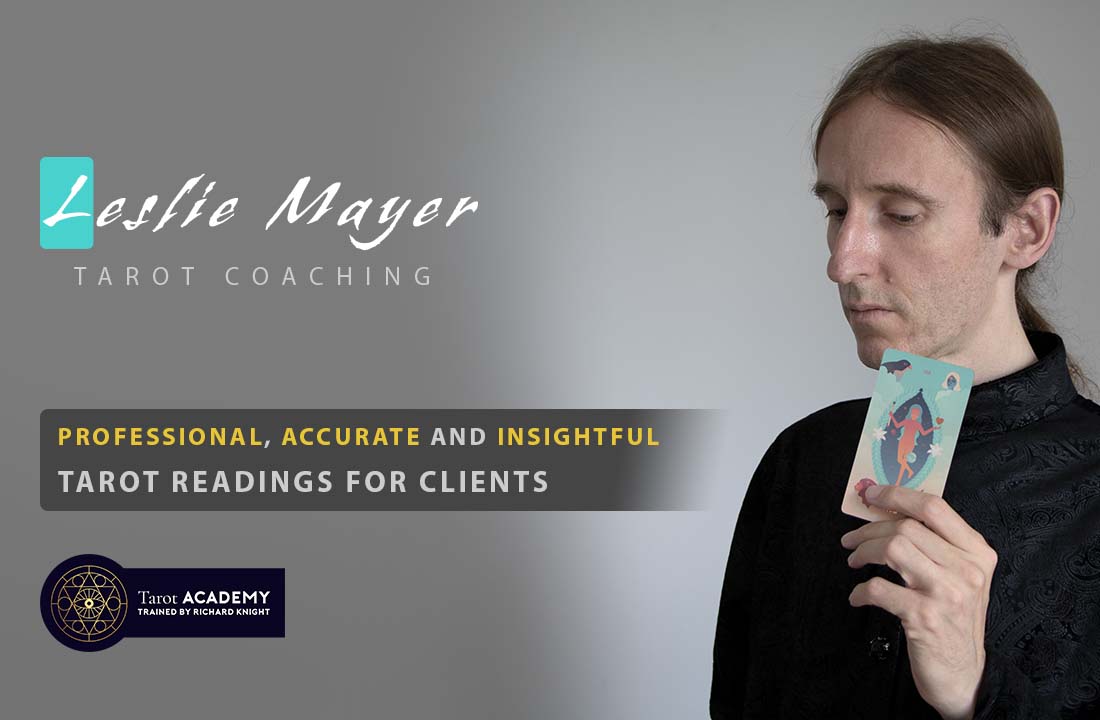 Leslie Mayer
TAROT COACHING
PROFESSIONAL, ACCURATE AND INSIGHTFUL
TAROT READINGS FOR CLIENTS
Tarot ACADEMY
TRAINED BY RICHARD KNIGHT